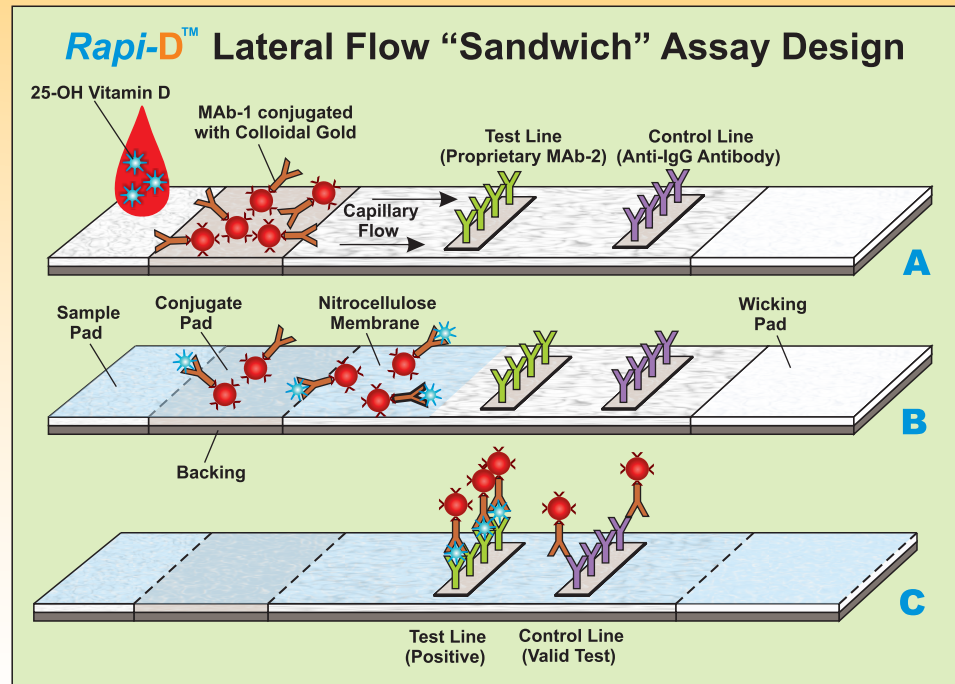 Rapi-D™ Lateral Flow “Sandwich” Assay Design
25-OH Vitamin D
MAb-1 conjugated
with Colloidal Gold
Test Line
(Proprietary MAb-2)
Control Line
(Anti-IgG Antibody)
Capillary
Flow
A
Sample
Pad
Conjugate
Pad
Nitrocellulose
Membrane
Wicking
Pad
B
Backing
C
Test Line
(Positive)
Control Line
(Valid Test)